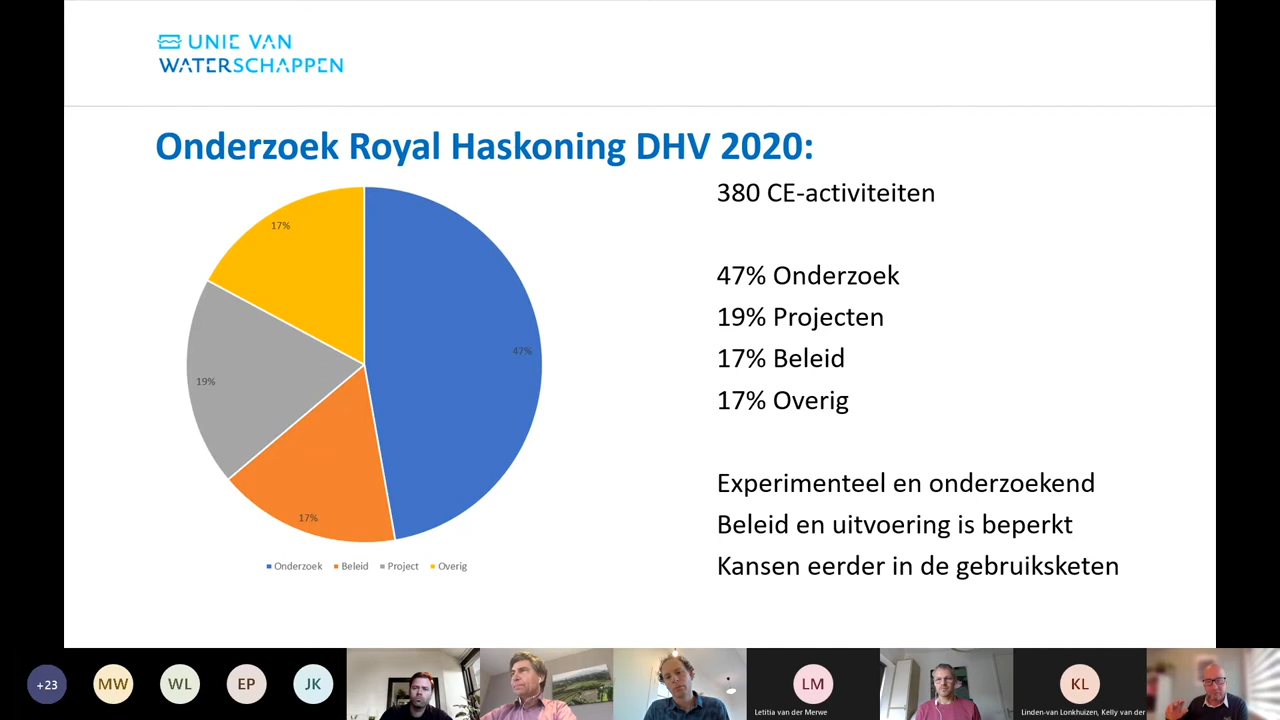 UNIE VAN
WATERSCHAPPEN
Onderzoek Royal Haskoning DHV 2020:
380 CE-activiteiten
47% Onderzoek
19% Projecten
17% Beleid
17% Overig
Experimenteel en onderzoekend
Beleid en uitvoering is beperkt
Kansen eerder in de gebruiksketen
17%
47%
19%
17%
Onderzoek Beleid Project Overig
+23 MW WL EP JK LM KL
Letitia van der Merwe
Linden-van Lonkhuizen, Kelly van der